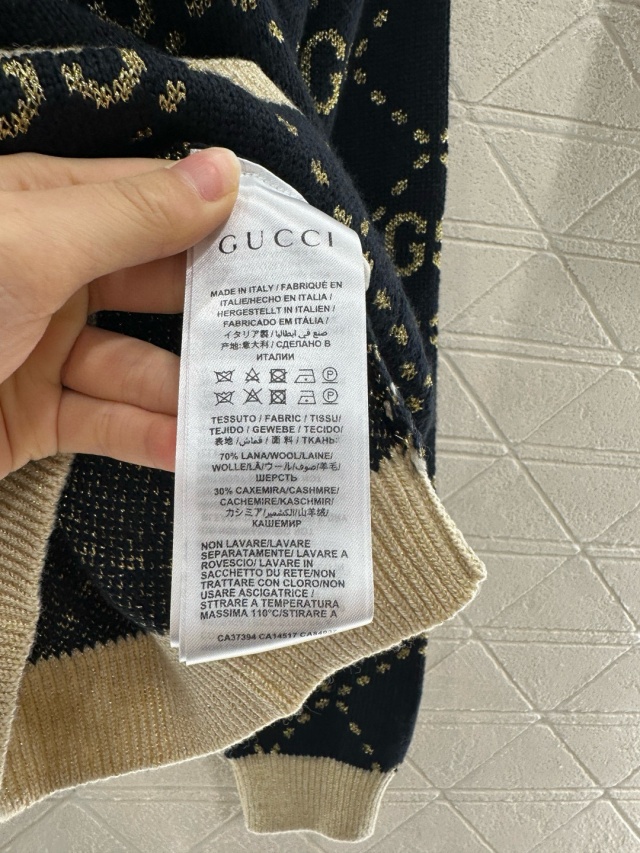 GUCCI
MADE IN ITALY / FABRIQUÉ EN
ITALIE/HECHO EN ITALIA /
HERGESTELLT IN ITALIEN /
FABRICADO EM ITÁLIA /
イタリア製 / صنع في ايطاليا /
产地:意大利 / СДЕЛАНО В
ИТАЛИИ
P
P
TESSUTO / FABRIC / TISSU/
TEJIDO / GEWEBE / TECIDO/
表地 / قماش / 面 料 / ТКАНЬ:
70% LANA/WOOL/LAINE/
WOLLE/LÃ/ウール/صوف/羊毛/
ШЕРСТЬ
30% CAXEMIRA/CASHMRE/
CACHEMIRE/KASCHMIR/
カシミア/الكشمير/山羊绒/
КАШЕМИР
NON LAVARE/LAVARE
SEPARATAMENTE/ LAVARE A
ROVESCIO/ LAVARE IN
SACCHETTO DU RETE/NON
TRATTARE CON CLORO/NON
USARE ASCIGATRICE /
STTRARE A TEMPERATURA
MASSIMA 110°C/STIRARE A
CA37394 CA14517